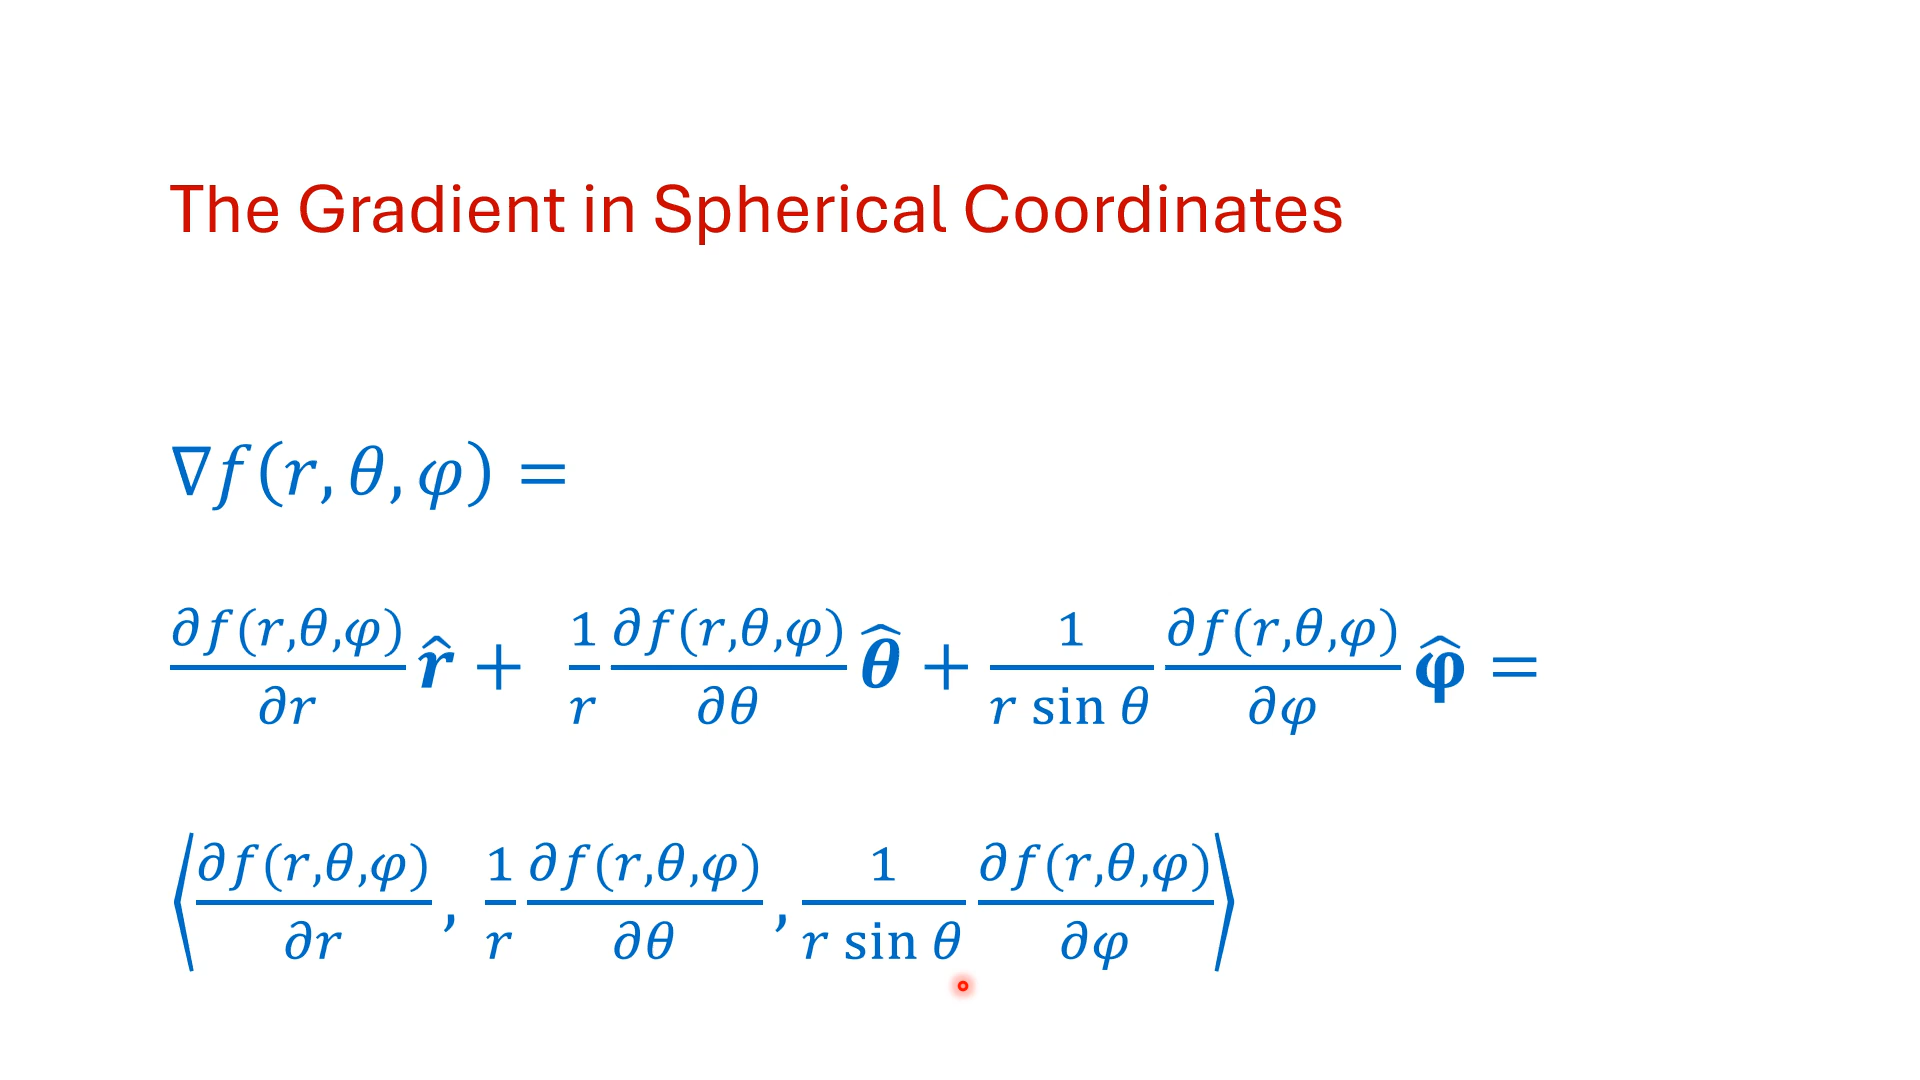 The Gradient in Spherical Coordinates
∇f(r, θ, φ) =
∂f(r,θ,φ)/∂r r̂ + 1/r ∂f(r,θ,φ)/∂θ θ̂ + 1/(r sin θ) ∂f(r,θ,φ)/∂φ φ̂ =
⟨∂f(r,θ,φ)/∂r , 1/r ∂f(r,θ,φ)/∂θ , 1/(r sin θ) ∂f(r,θ,φ)/∂φ⟩